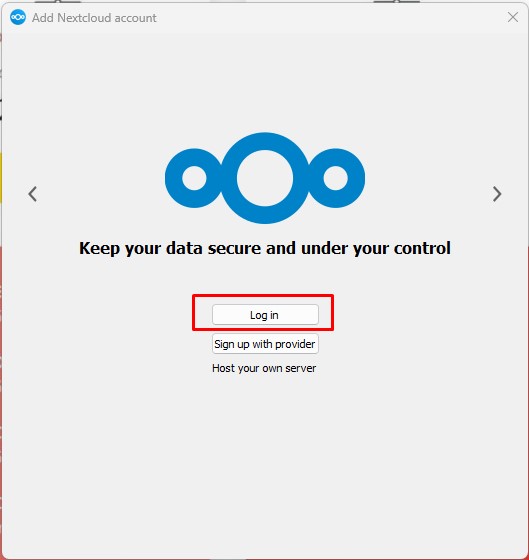 Add Nextcloud account
Keep your data secure and under your control
Log in
Sign up with provider
Host your own server